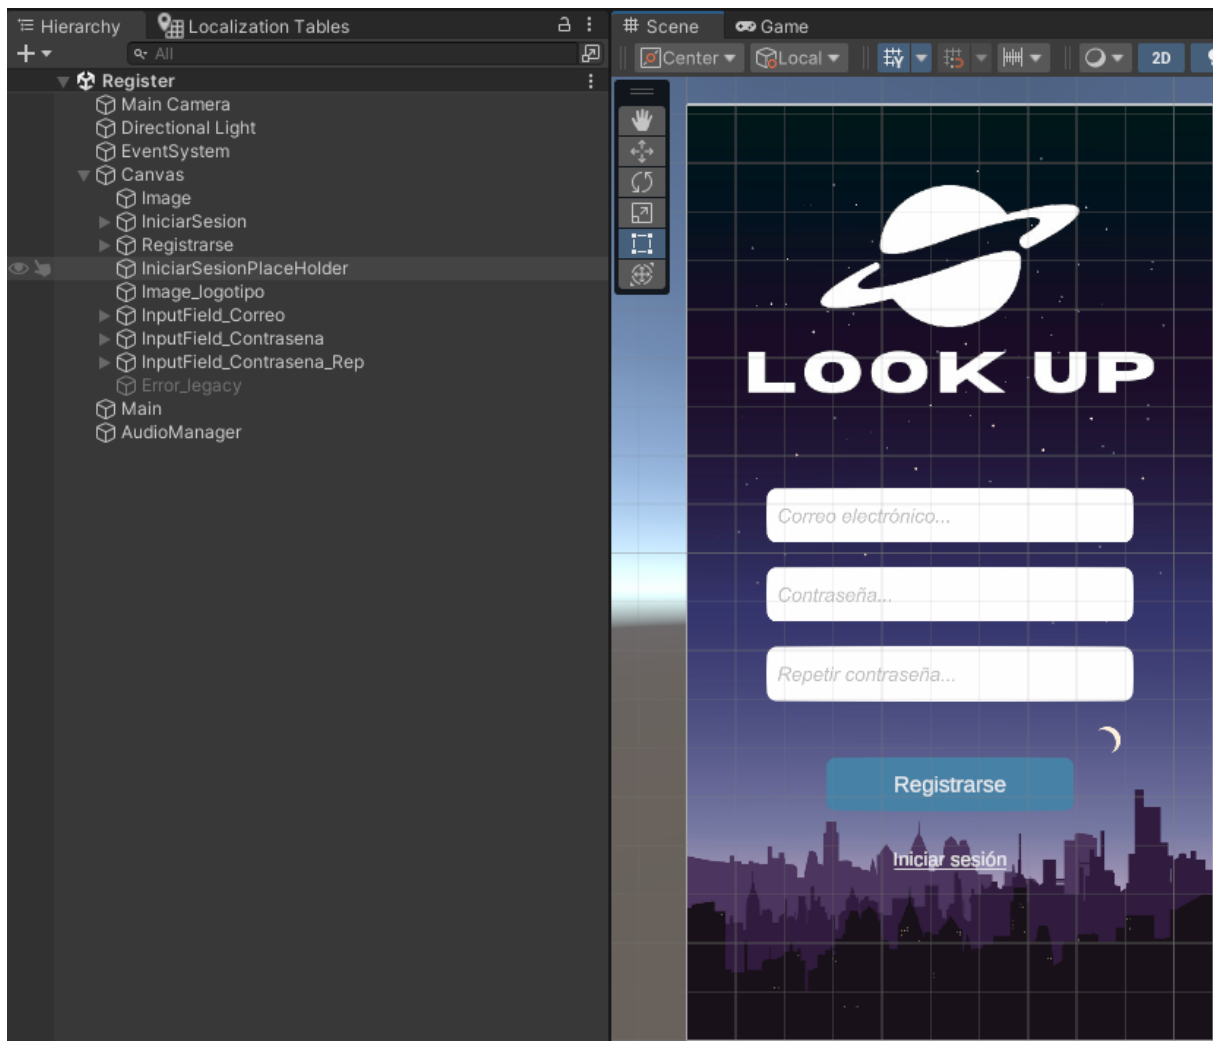 Hierarchy
Localization Tables
All
Register
Main Camera
Directional Light
EventSystem
Canvas
Image
IniciarSesion
Registrarse
IniciarSesionPlaceHolder
Image_logotipo
InputField_Correo
InputField_Contrasena
InputField_Contrasena_Rep
Error_legacy
Main
AudioManager
Scene
Game
Center
Local
2D
LOOK UP
Correo electrónico...
Contraseña...
Repetir contraseña...
Registrarse
Iniciar sesión